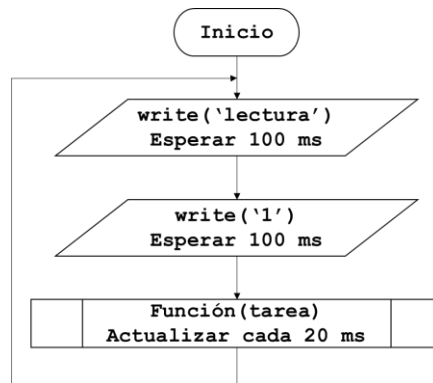 Inicio
write(‘lectura’)
Esperar 100 ms
write(‘1’)
Esperar 100 ms
Función(tarea)
Actualizar cada 20 ms